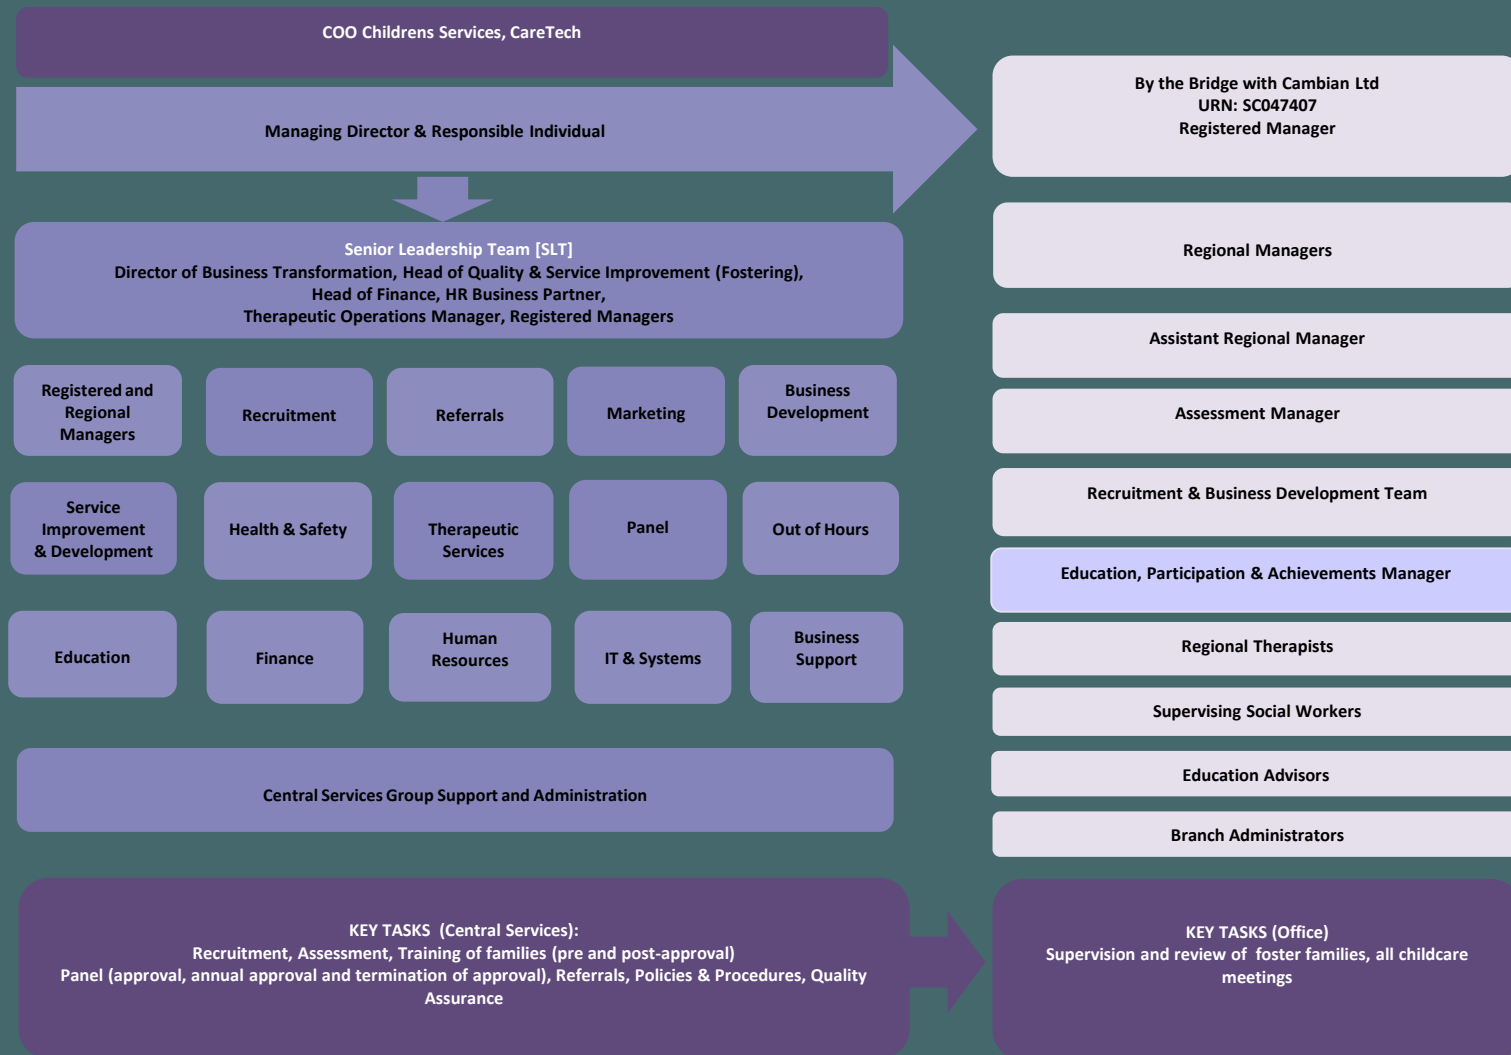 COO Childrens Services, CareTech
Managing Director & Responsible Individual
Senior Leadership Team [SLT]
Director of Business Transformation, Head of Quality & Service Improvement (Fostering),
Head of Finance, HR Business Partner,
Therapeutic Operations Manager, Registered Managers
Registered and
Regional
Managers
Recruitment
Referrals
Marketing
Business
Development
Service
Improvement
& Development
Health & Safety
Therapeutic
Services
Panel
Out of Hours
Education
Finance
Human
Resources
IT & Systems
Business
Support
Central Services Group Support and Administration
KEY TASKS (Central Services):
Recruitment, Assessment, Training of families (pre and post-approval)
Panel (approval, annual approval and termination of approval), Referrals, Policies & Procedures, Quality
Assurance
By the Bridge with Cambian Ltd
URN: SC047407
Registered Manager
Regional Managers
Assistant Regional Manager
Assessment Manager
Recruitment & Business Development Team
Education, Participation & Achievements Manager
Regional Therapists
Supervising Social Workers
Education Advisors
Branch Administrators
KEY TASKS (Office)
Supervision and review of foster families, all childcare
meetings